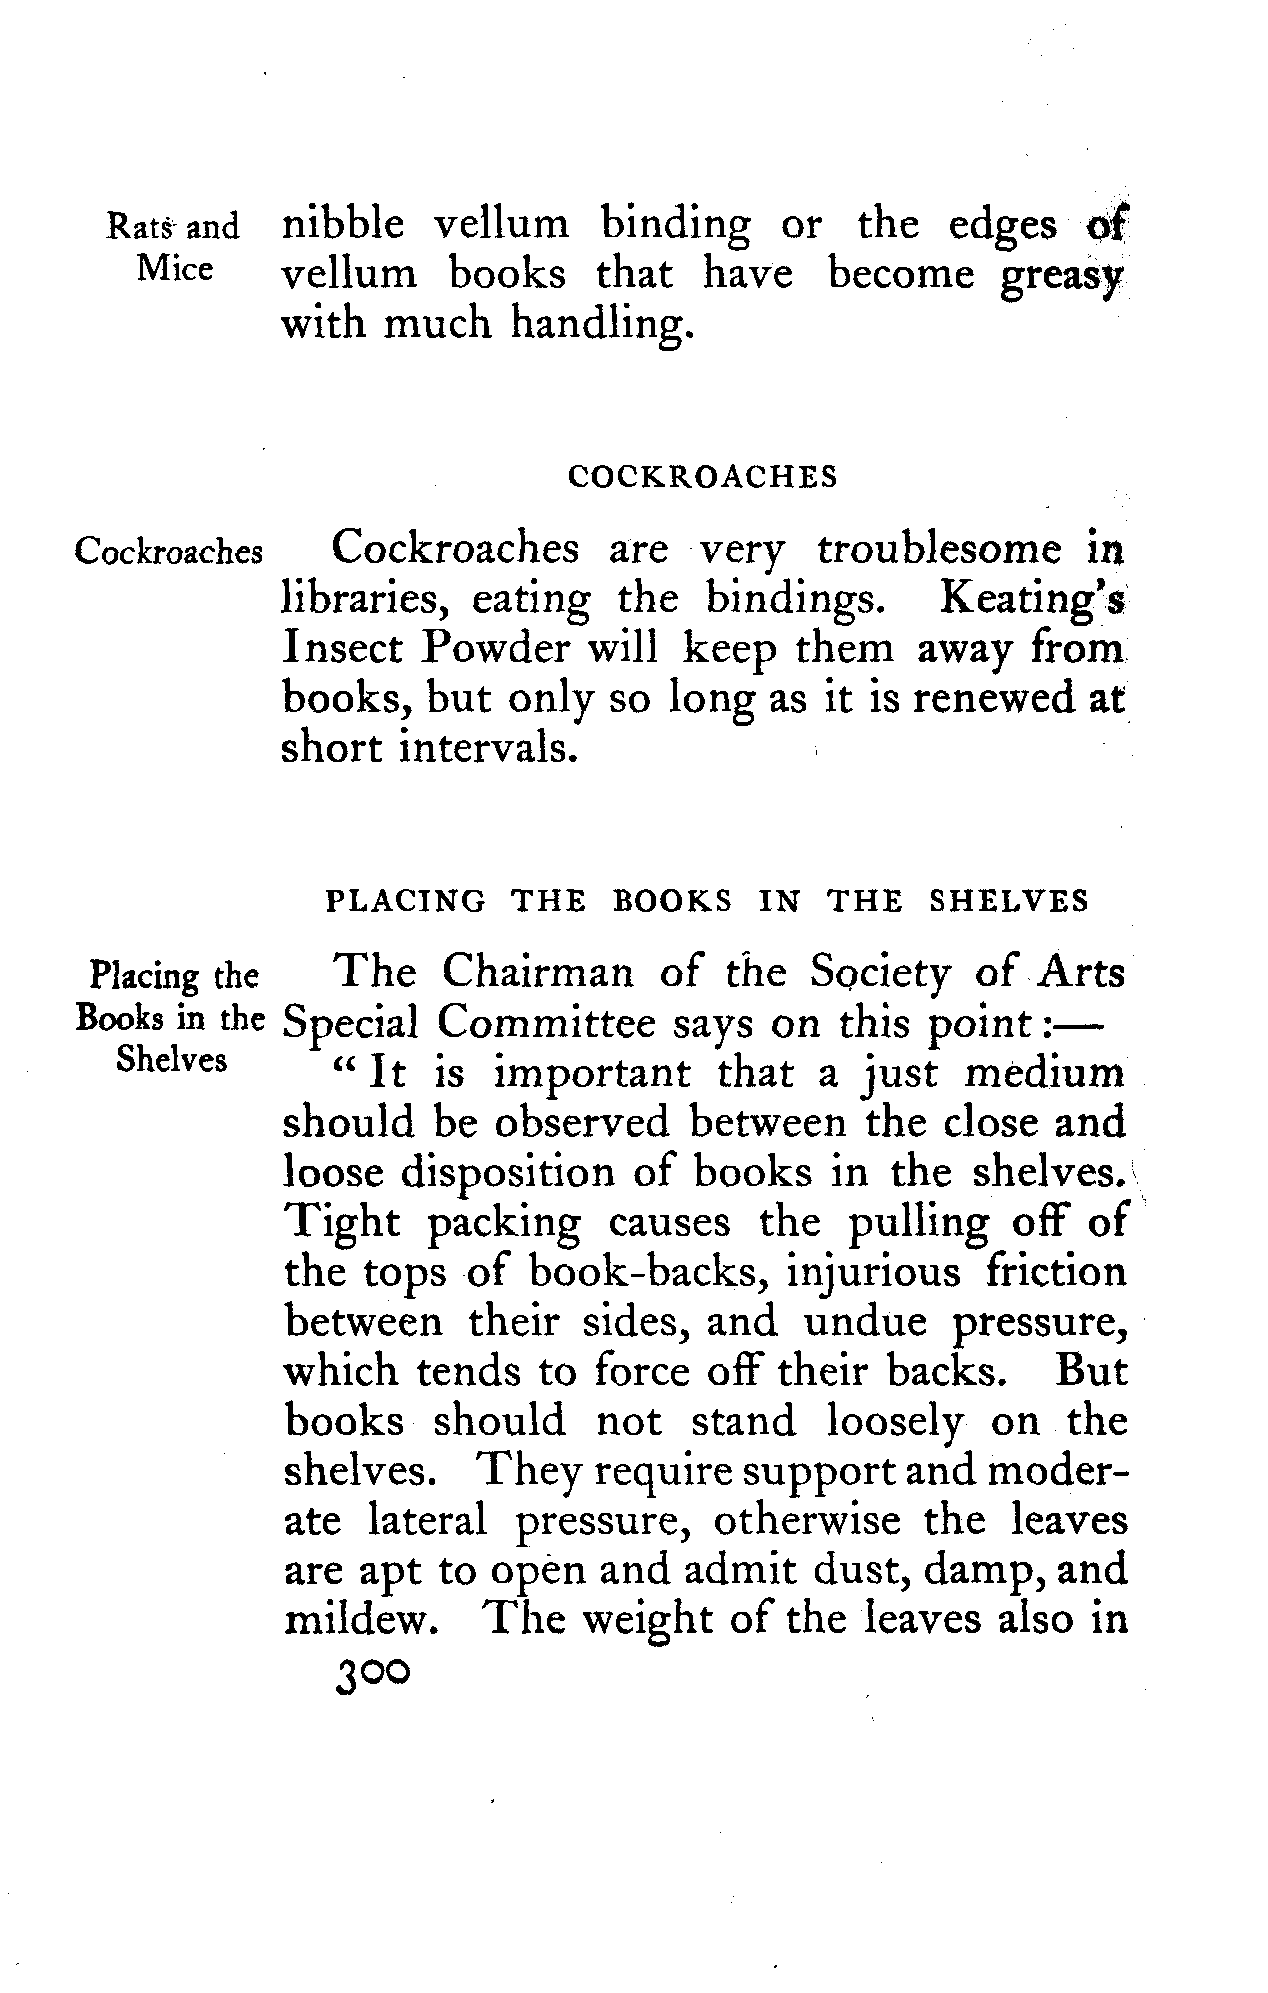 Rats and
Mice
nibble vellum binding or the edges of
vellum books that have become greasy
with much handling.
COCKROACHES
Cockroaches
Cockroaches are very troublesome in
libraries, eating the bindings. Keating's
Insect Powder will keep them away from
books, but only so long as it is renewed at
short intervals.
PLACING THE BOOKS IN THE SHELVES
Placing the
Books in the
Shelves
The Chairman of the Society of Arts
Special Committee says on this point :—
“ It is important that a just medium
should be observed between the close and
loose disposition of books in the shelves.
Tight packing causes the pulling off of
the tops of book-backs, injurious friction
between their sides, and undue pressure,
which tends to force off their backs. But
books should not stand loosely on the
shelves. They require support and moder-
ate lateral pressure, otherwise the leaves
are apt to open and admit dust, damp, and
mildew. The weight of the leaves also in
300